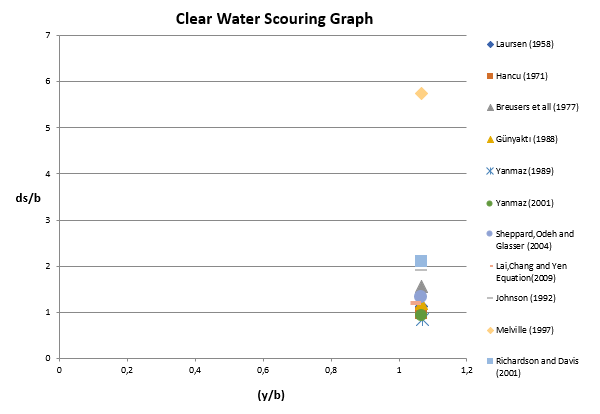 Clear Water Scouring Graph
7
6
5
4
3
2
1
0
ds/b
0
0,2
0,4
0,6
0,8
1
1,2
(y/b)
Laursen (1958)
Hancu (1971)
Breusers et all (1977)
Günyaktı (1988)
Yanmaz (1989)
Yanmaz (2001)
Sheppard,Odeh and
Glasser (2004)
Lai,Chang and Yen
Equation(2009)
Johnson (1992)
Melville (1997)
Richardson and Davis
(2001)